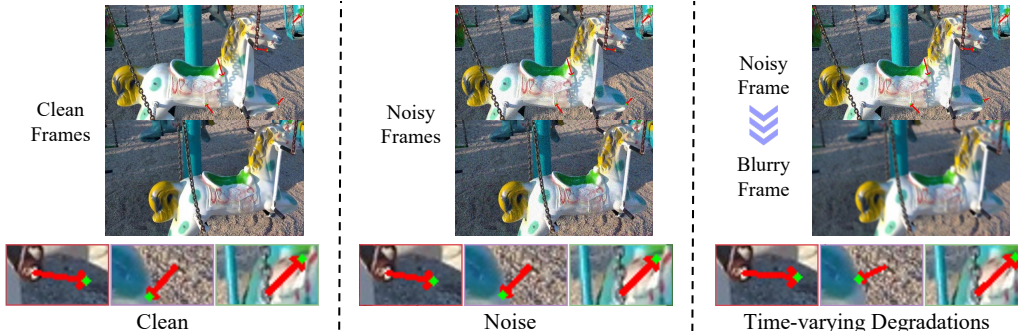 Clean
Frames
Noisy
Frames
Noisy
Frame
Blurry
Frame
Clean
Noise
Time-varying Degradations